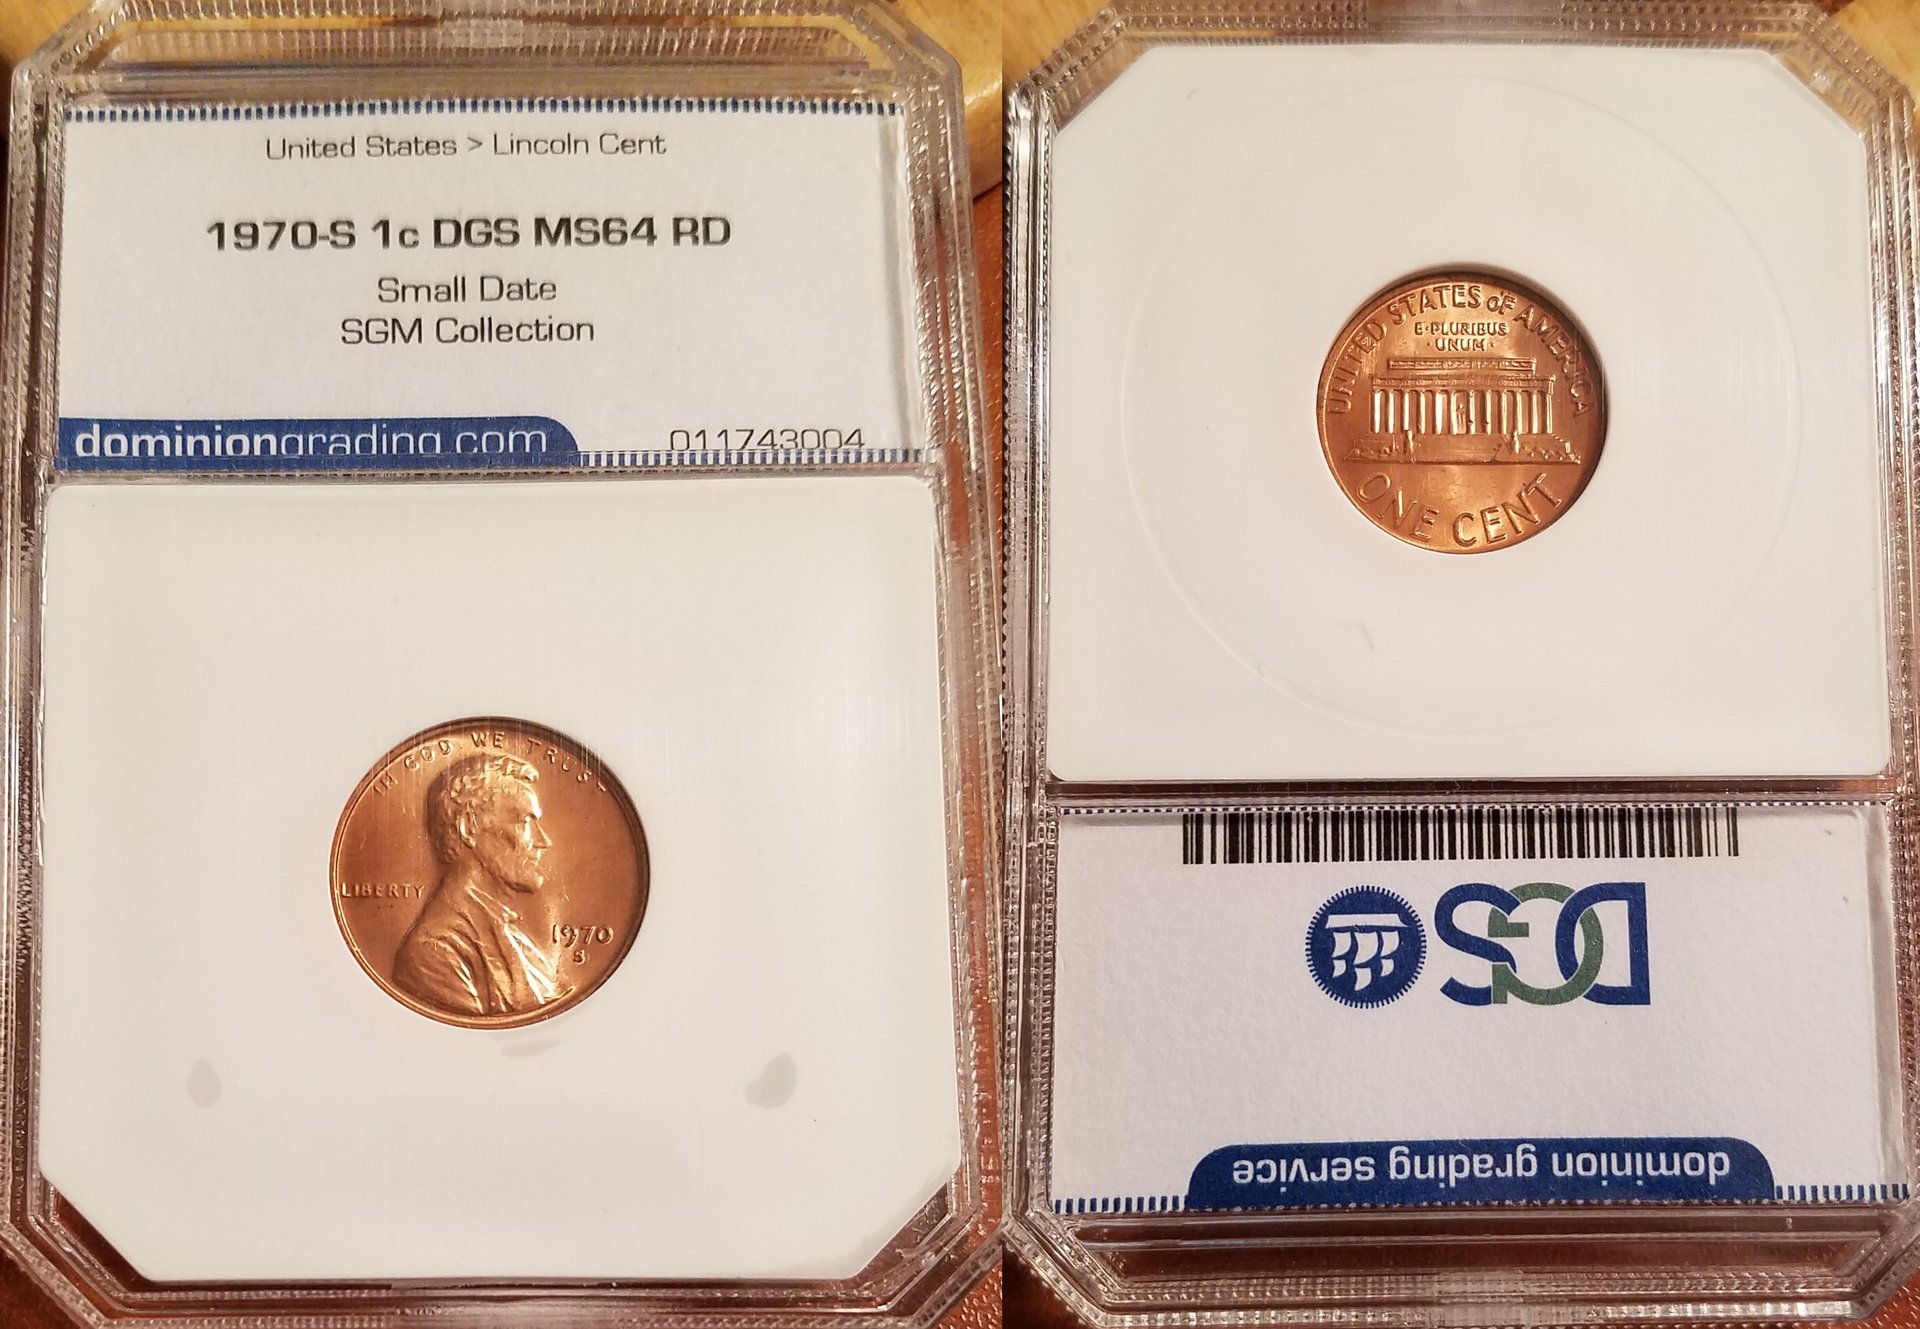 United States > Lincoln Cent
1970-S 1c DGS MS64 RD
Small Date
SGM Collection
dominiongrading.com 011743004
IN GOD WE TRUST
LIBERTY
1970
S
UNITED STATES OF AMERICA
E·PLURIBUS
·UNUM·
ONE CENT
DGS
dominion grading service